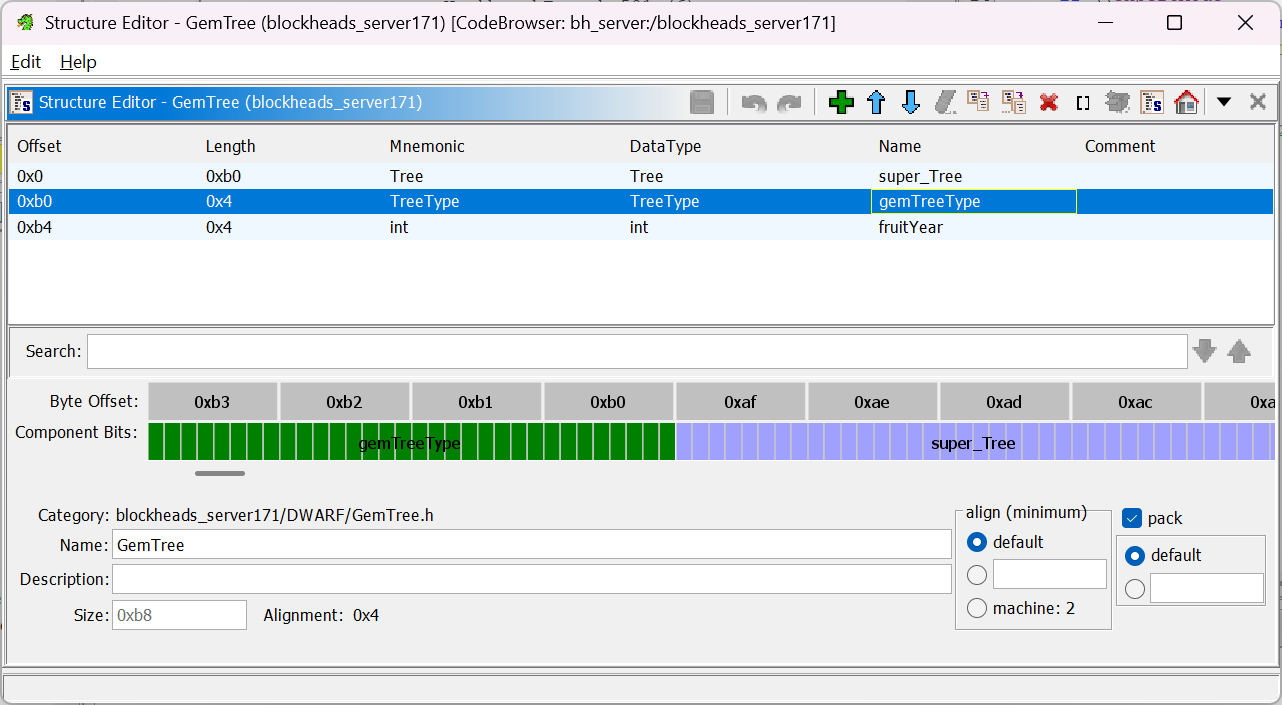 Structure Editor - GemTree (blockheads_server171) [CodeBrowser: bh_server:/blockheads_server171]
Edit Help
Structure Editor - GemTree (blockheads_server171)
Offset Length Mnemonic DataType Name Comment
0x0 0xb0 Tree Tree super_Tree
0xb0 0x4 TreeType TreeType gemTreeType
0xb4 0x4 int int fruitYear
Search:
Byte Offset: 0xb3 0xb2 0xb1 0xb0 0xaf 0xae 0xad 0xac
Component Bits: gemTreeType super_Tree
Category: blockheads_server171/DWARF/GemTree.h
Name: GemTree
Description:
Size: 0xb8 Alignment: 0x4
align (minimum)
default
machine: 2
pack
default